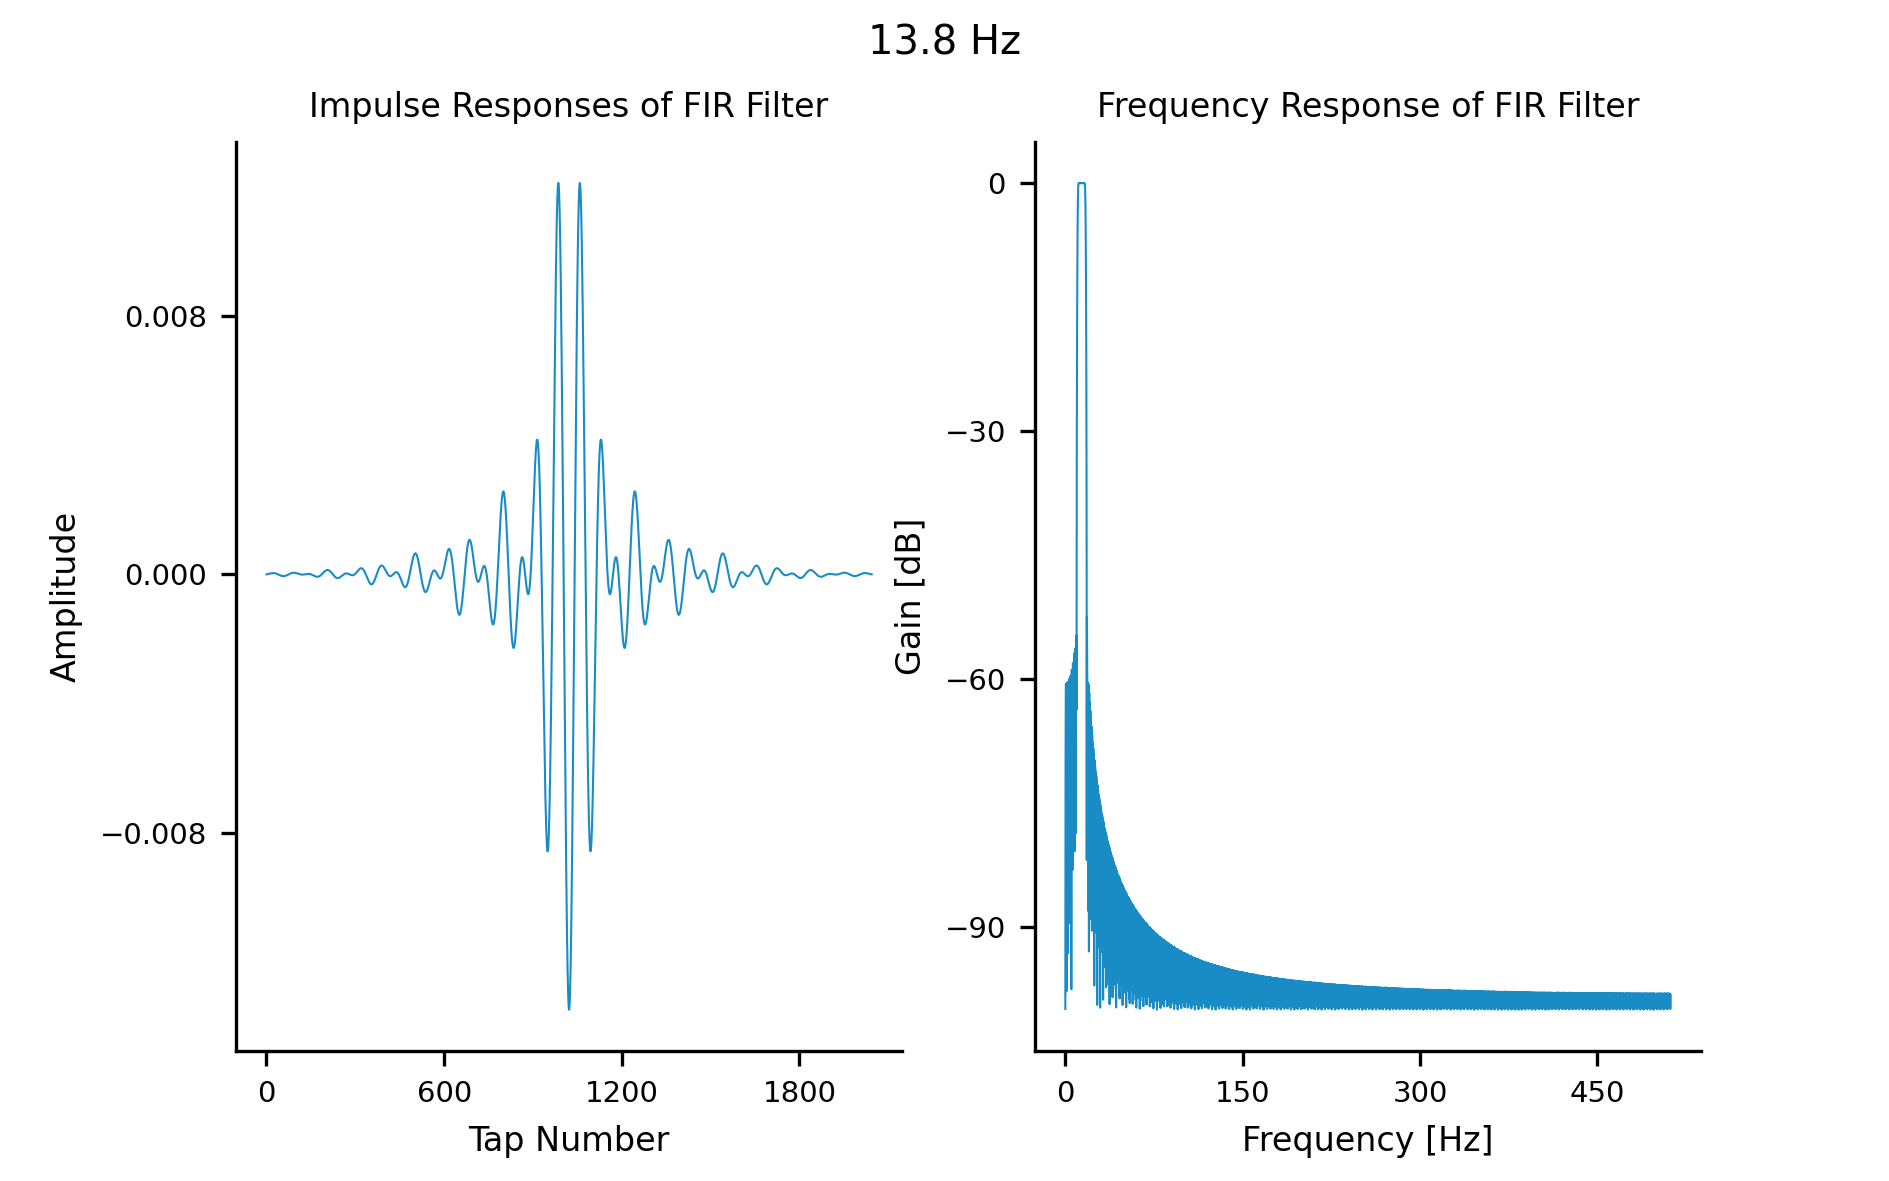 13.8 Hz
Impulse Responses of FIR Filter
Amplitude
0.008
0.000
−0.008
0 600 1200 1800
Tap Number
Frequency Response of FIR Filter
Gain [dB]
0
−30
−60
−90
0 150 300 450
Frequency [Hz]